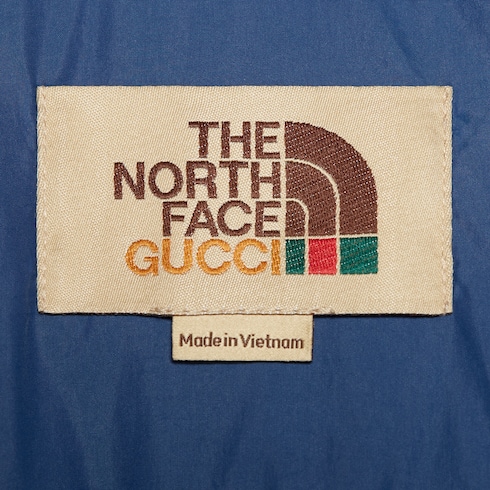 THE
NORTH
FACE
GUCCI
Made in Vietnam